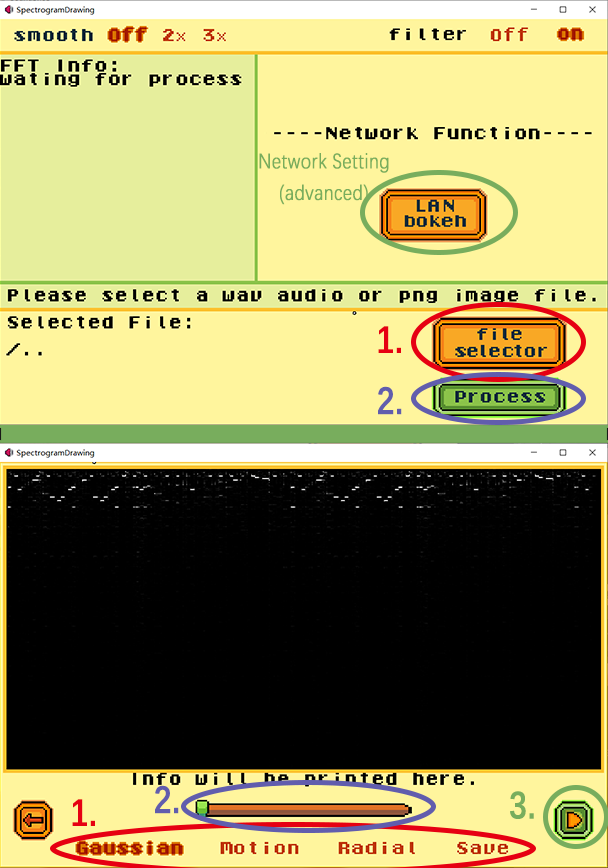 SpectrogramDrawing
smooth Off 2x 3x filter Off on
FFT Info:
wating for process
----Network Function----
Network Setting
(advanced)
LAN
bokeh
Please select a wav audio or png image file.
Selected File:
/..
1.
file
selector
2.
Process
SpectrogramDrawing
Info will be printed here.
1.
2.
3.
Gaussian Motion Radial Save